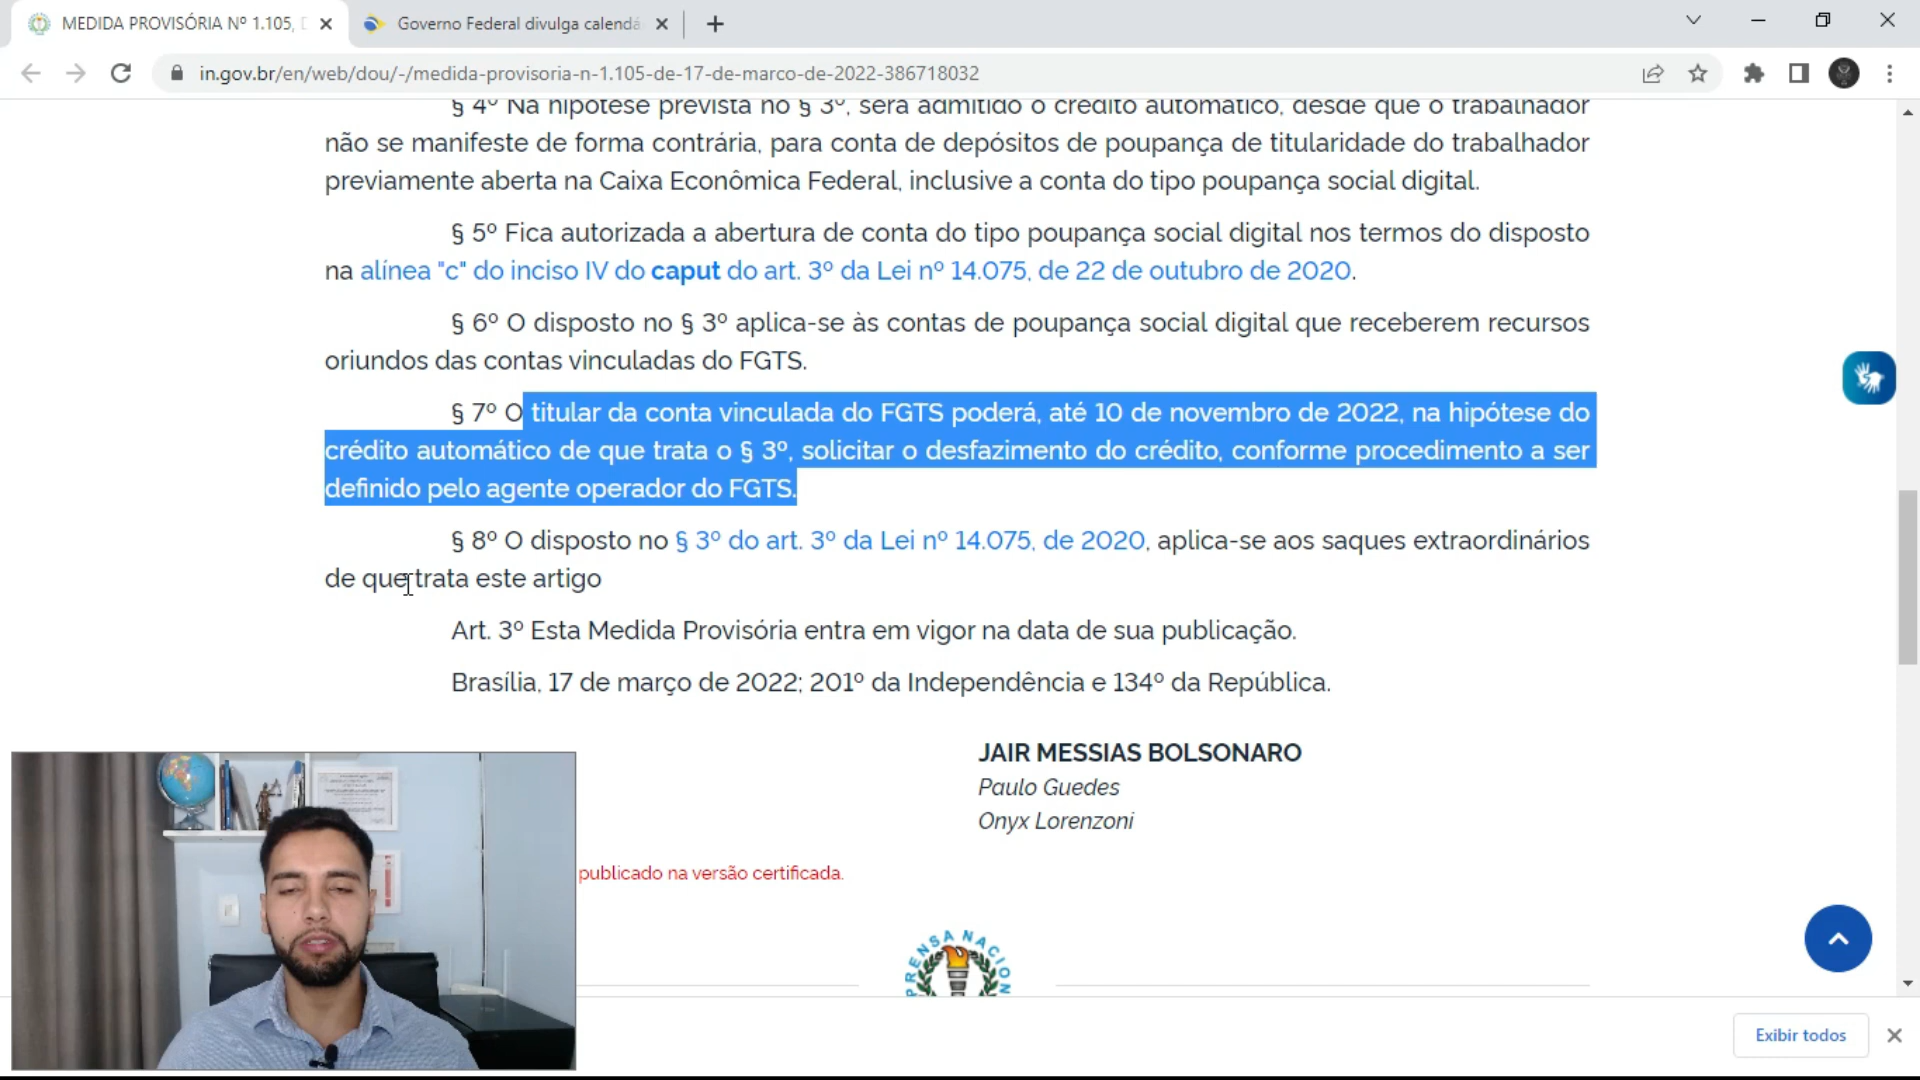 MEDIDA PROVISÓRIA Nº 1.105,
Governo Federal divulga calendá
in.gov.br/en/web/dou/-/medida-provisoria-n-1.105-de-17-de-marco-de-2022-386718032
§ 4º Na hipótese prevista no § 3º, será admitido o crédito automático, desde que o trabalhador
não se manifeste de forma contrária, para conta de depósitos de poupança de titularidade do trabalhador
previamente aberta na Caixa Econômica Federal, inclusive a conta do tipo poupança social digital.
§ 5º Fica autorizada a abertura de conta do tipo poupança social digital nos termos do disposto
na alínea "c" do inciso IV do caput do art. 3º da Lei nº 14.075, de 22 de outubro de 2020.
§ 6º O disposto no § 3º aplica-se às contas de poupança social digital que receberem recursos
oriundos das contas vinculadas do FGTS.
§ 7º O titular da conta vinculada do FGTS poderá, até 10 de novembro de 2022, na hipótese do
crédito automático de que trata o § 3º, solicitar o desfazimento do crédito, conforme procedimento a ser
definido pelo agente operador do FGTS.
§ 8º O disposto no § 3º do art. 3º da Lei nº 14.075, de 2020, aplica-se aos saques extraordinários
de que trata este artigo
Art. 3º Esta Medida Provisória entra em vigor na data de sua publicação.
Brasília, 17 de março de 2022; 201º da Independência e 134º da República.
JAIR MESSIAS BOLSONARO
Paulo Guedes
Onyx Lorenzoni
publicado na versão certificada.
PRENSA NACION
Exibir todos